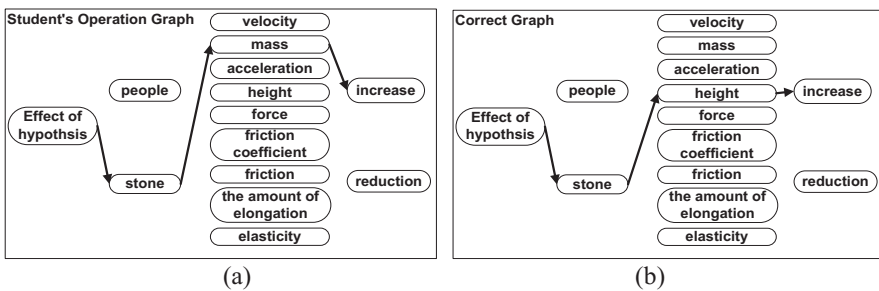 Student's Operation Graph
velocity
mass
acceleration
people
height
increase
Effect of
hypothsis
force
friction
coefficient
stone
friction
reduction
the amount of
elongation
elasticity
(a)
Correct Graph
velocity
mass
acceleration
people
height
increase
Effect of
hypothsis
force
friction
coefficient
stone
friction
reduction
the amount of
elongation
elasticity
(b)